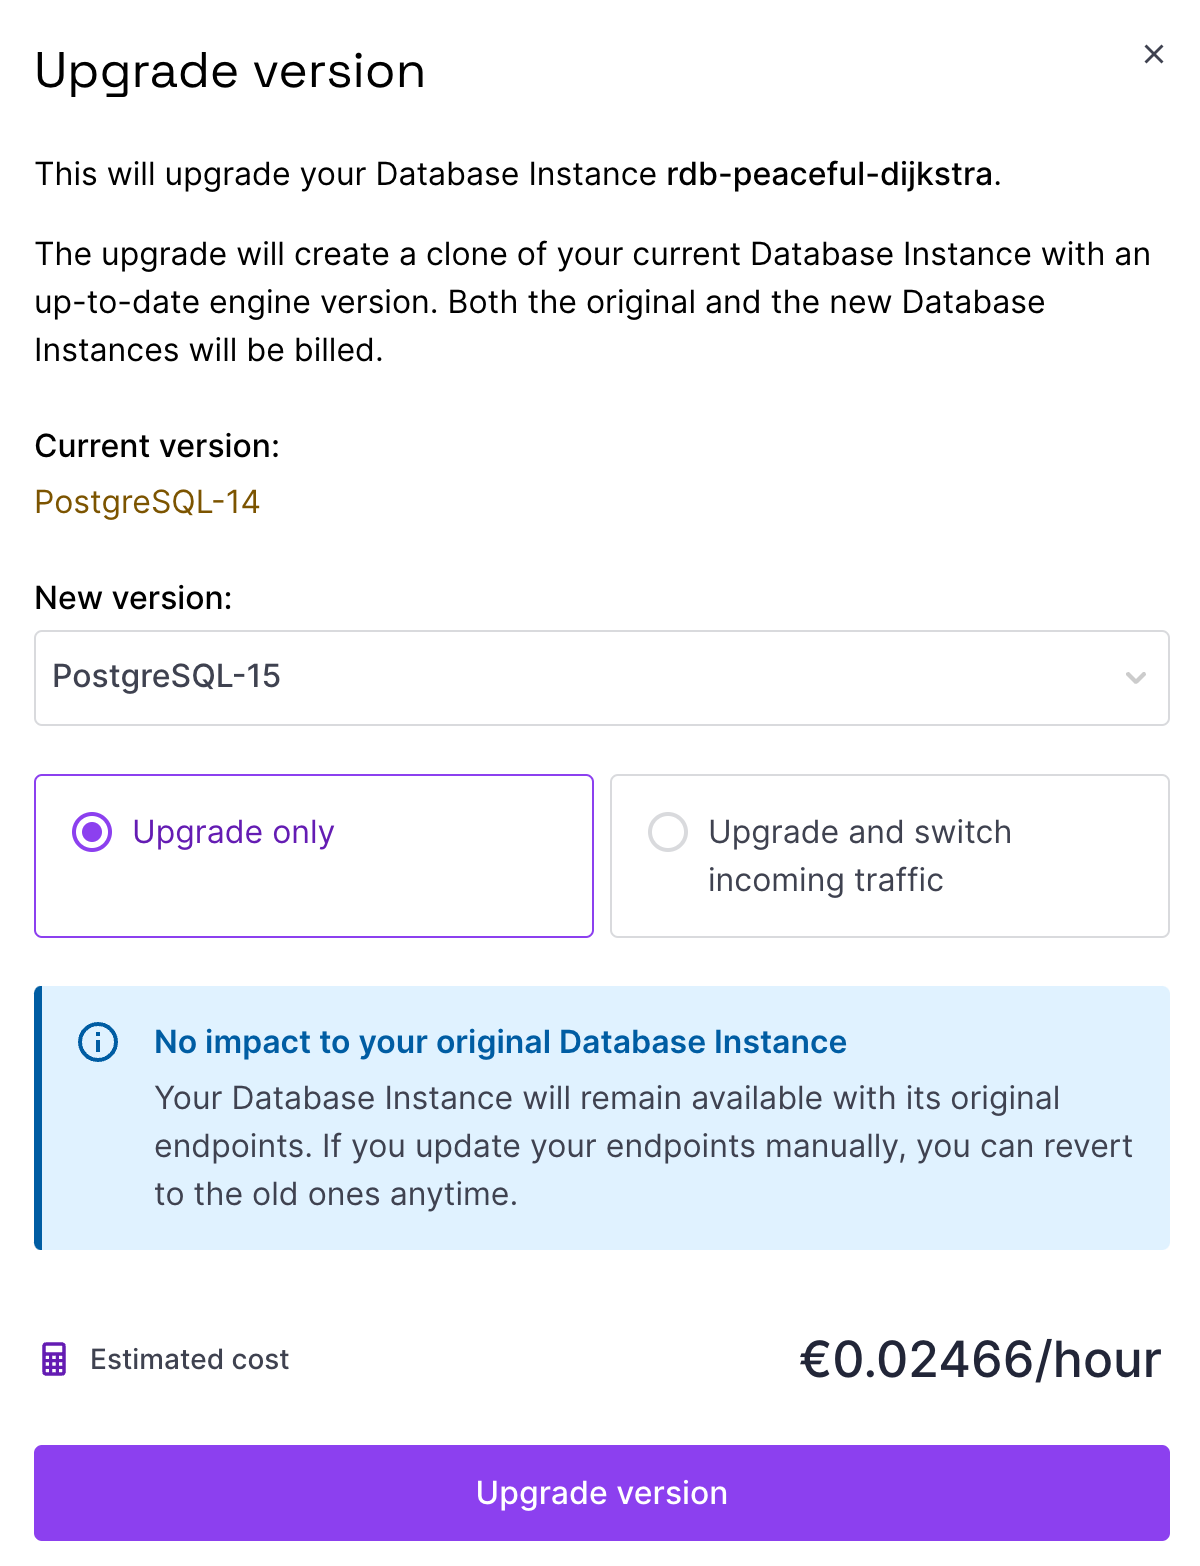 Upgrade version
This will upgrade your Database Instance rdb-peaceful-dijkstra.
The upgrade will create a clone of your current Database Instance with an
up-to-date engine version. Both the original and the new Database
Instances will be billed.
Current version:
PostgreSQL-14
New version:
PostgreSQL-15
Upgrade only
Upgrade and switch
incoming traffic
No impact to your original Database Instance
Your Database Instance will remain available with its original
endpoints. If you update your endpoints manually, you can revert
to the old ones anytime.
Estimated cost
€0.02466/hour
Upgrade version